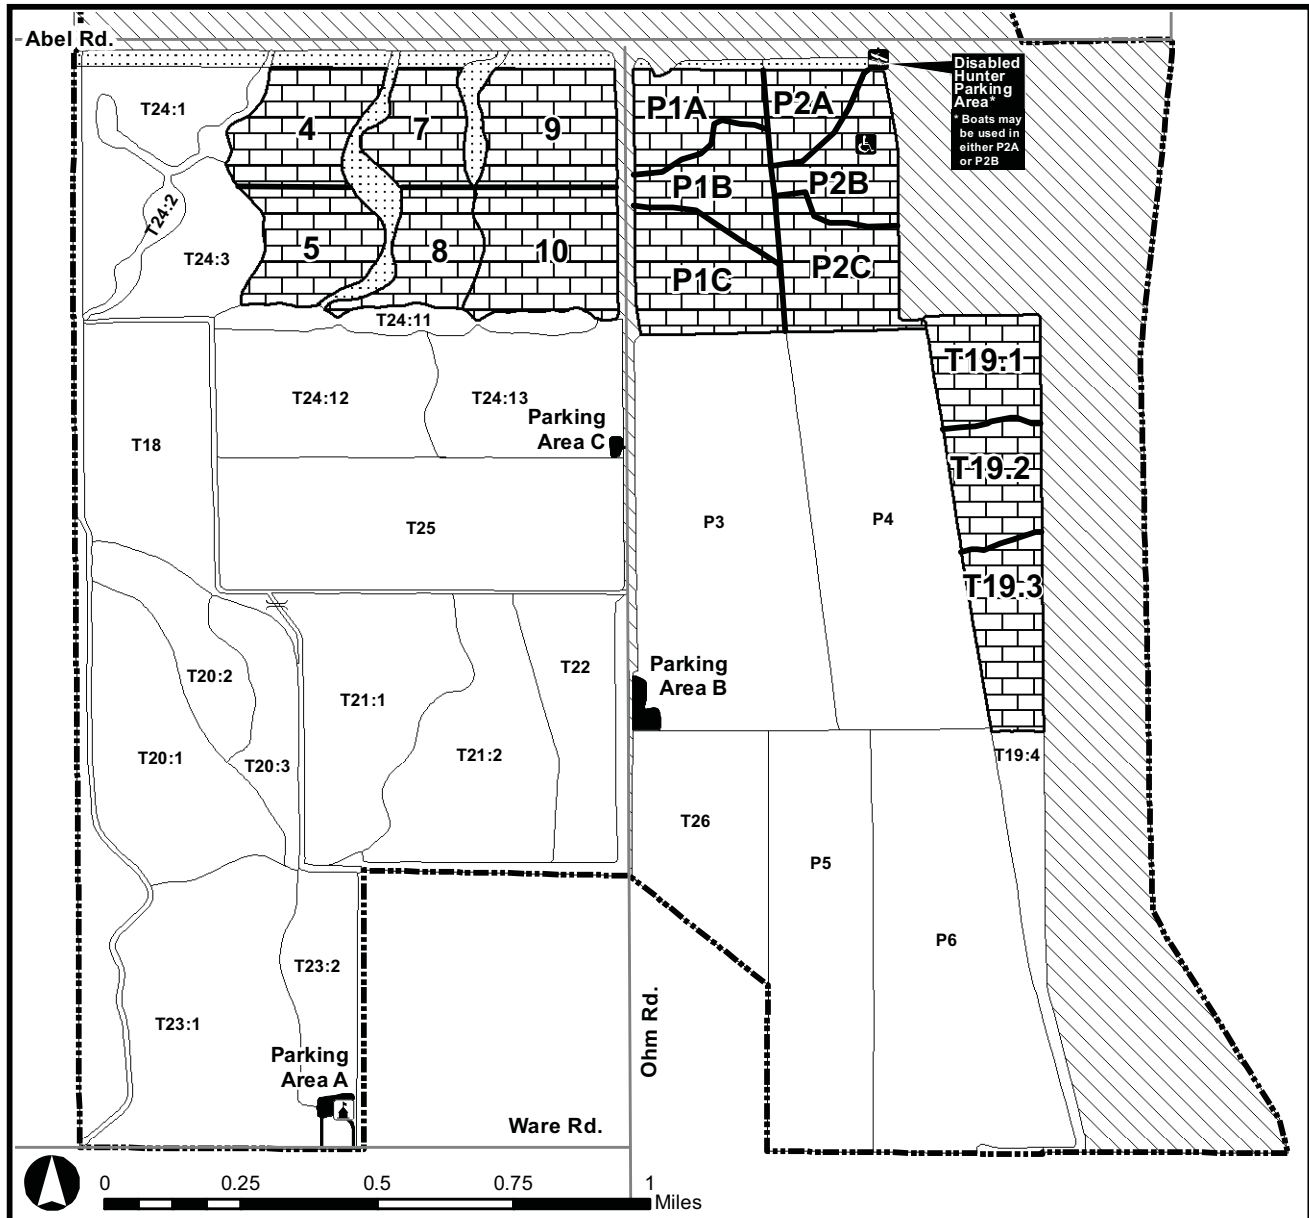 Abel Rd.
Disabled
Hunter
Parking
Area*
* Boats may
be used in
either P2A
or P2B
T24:1
4
7
9
P1A
P2A
T24:2
P1B
P2B
T24:3
5
8
10
P1C
P2C
T24:11
T19.1
T24:12
T24:13
Parking
Area C
T18
T19.2
T25
P3
P4
T19.3
T20:2
T21:1
T22
Parking
Area B
T20:1
T20:3
T21:2
T19:4
T26
P5
P6
T23:2
T23:1
Parking
Area A
Ohm Rd.
Ware Rd.
0 0.25 0.5 0.75 1
Miles